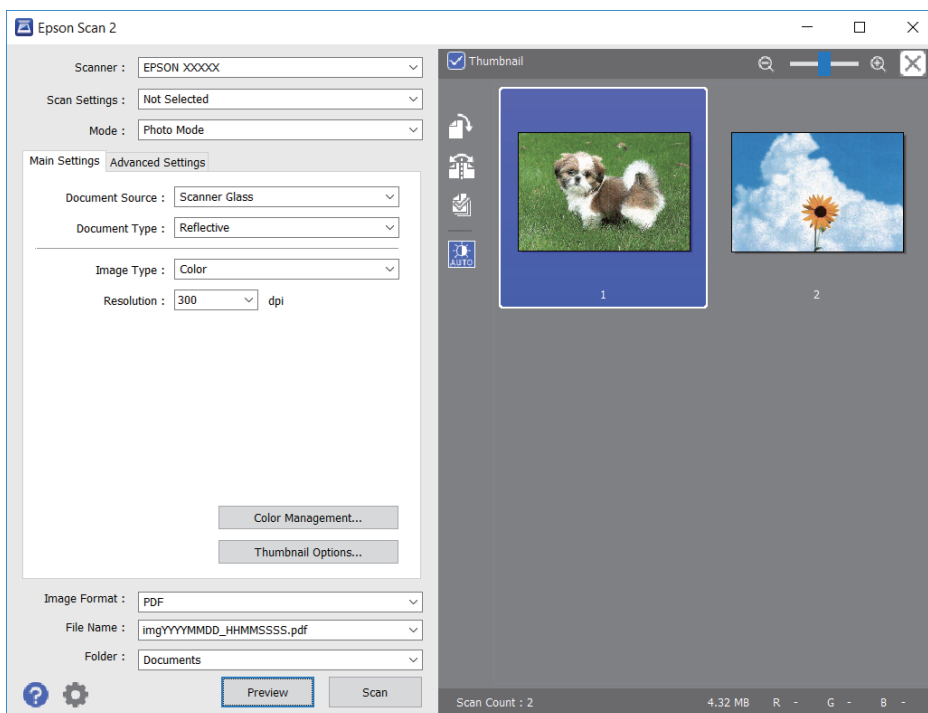 Epson Scan 2
Scanner : EPSON XXXXX
Scan Settings : Not Selected
Mode : Photo Mode
Main Settings Advanced Settings
Document Source : Scanner Glass
Document Type : Reflective
Image Type : Color
Resolution : 300 dpi
Color Management...
Thumbnail Options...
Image Format : PDF
File Name : imgYYYYMMDD_HHMMSSSS.pdf
Folder : Documents
Preview Scan
Thumbnail
AUTO
1 2
Scan Count : 2 4.32 MB R - G - B -